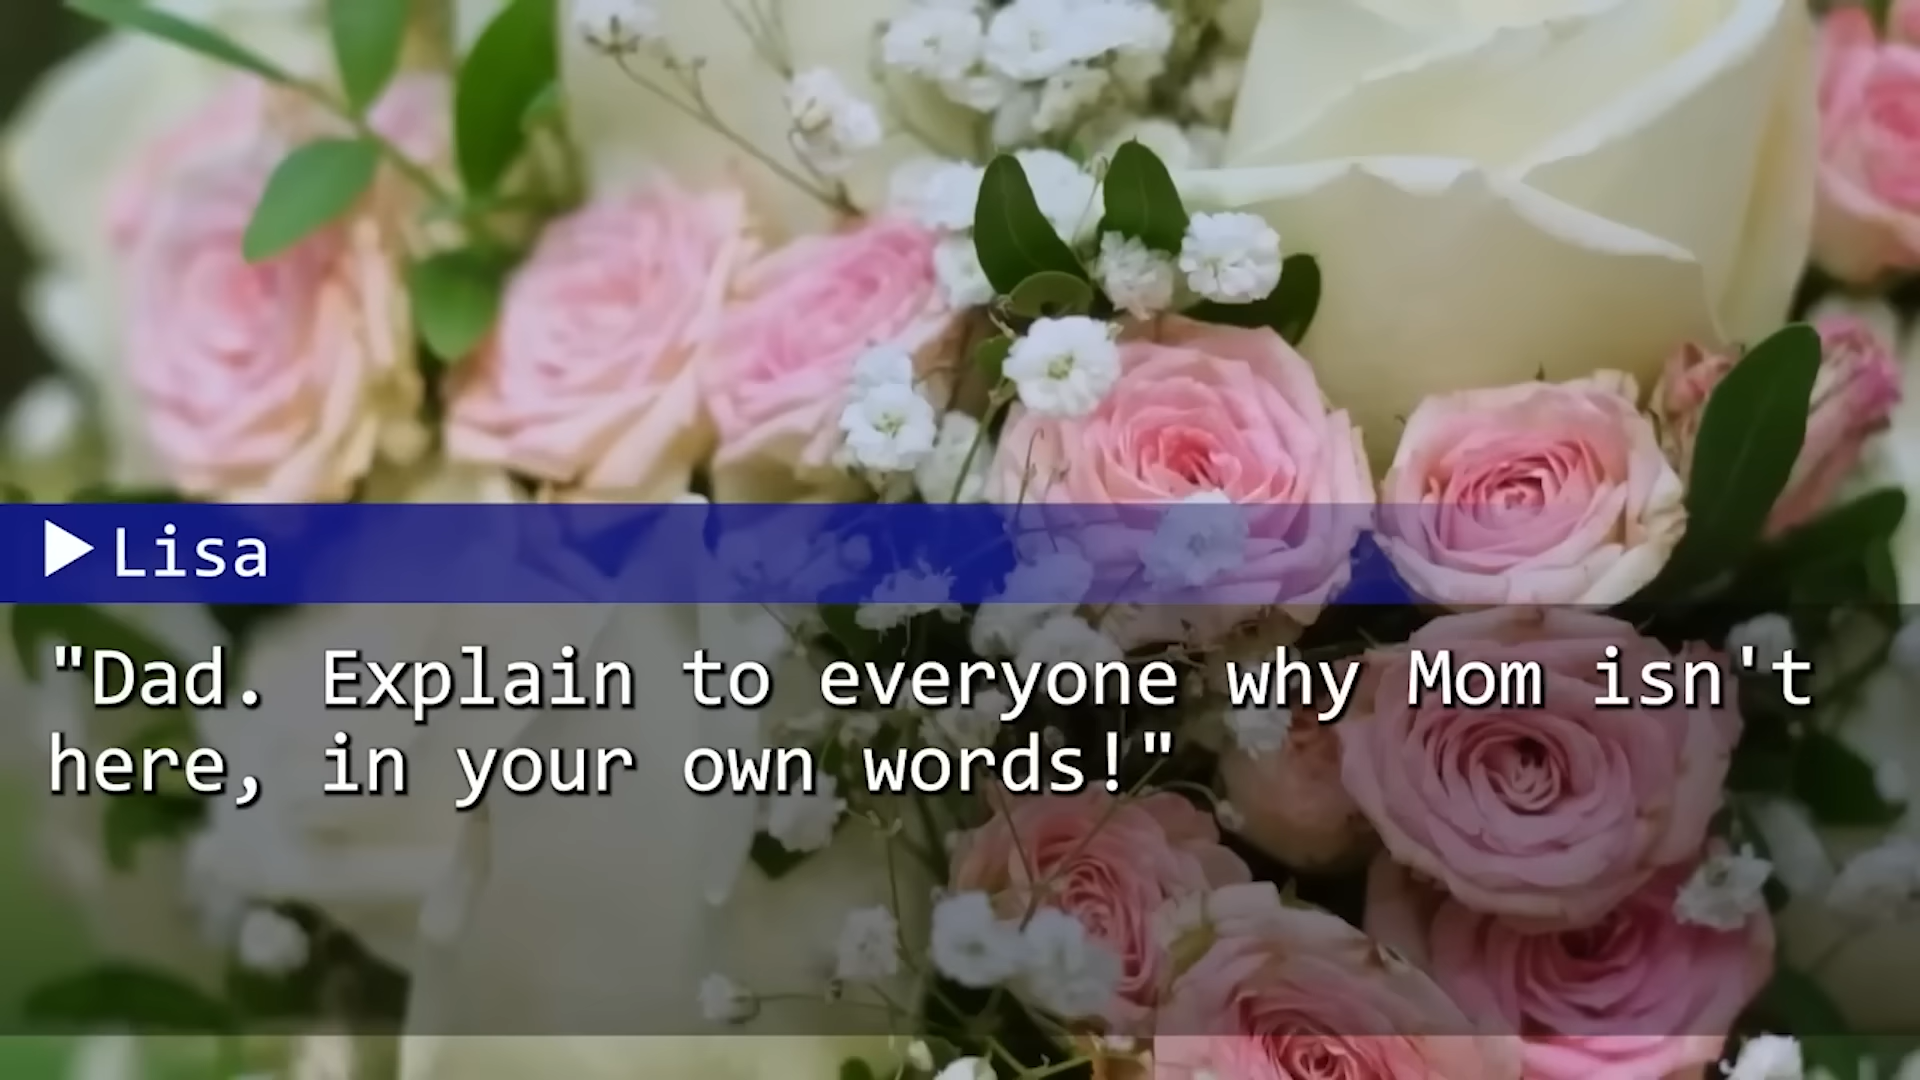 ▶Lisa
"Dad. Explain to everyone why Mom isn't
here, in your own words!"